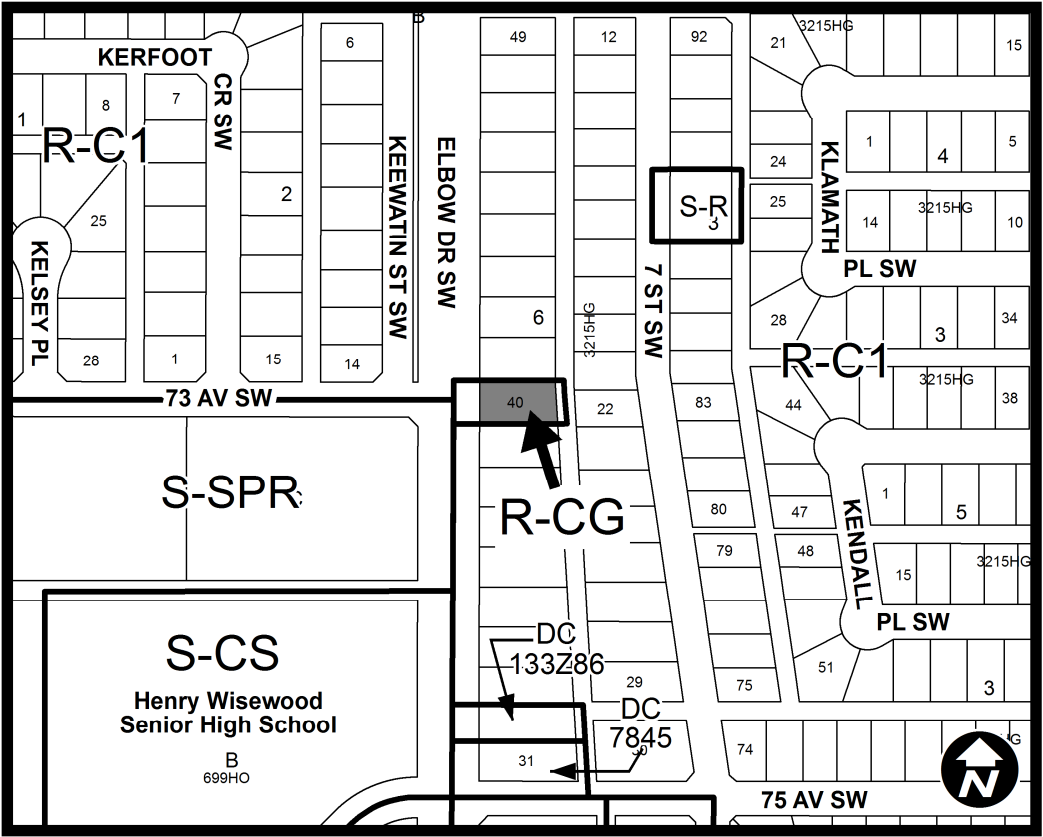 B
6
49
12
92
21
3215HG
15
KERFOOT
CR SW
1
8
7
R-C1
KEEWATIN ST SW
ELBOW DR SW
24
KLAMATH
1
4
5
2
25
S-R
3
25
14
3215HG
10
KELSEY PL
7 ST SW
PL SW
6
3215HG
28
3
34
28
1
15
14
R-C1
3215HG
73 AV SW
40
22
83
44
38
S-SPR
R-CG
80
47
1
5
KENDALL
79
48
15
3215HG
PL SW
S-CS
DC
133Z86
Henry Wisewood
Senior High School
29
75
51
3
DC
7845
30
74
B
699HO
31
HG
N
75 AV SW